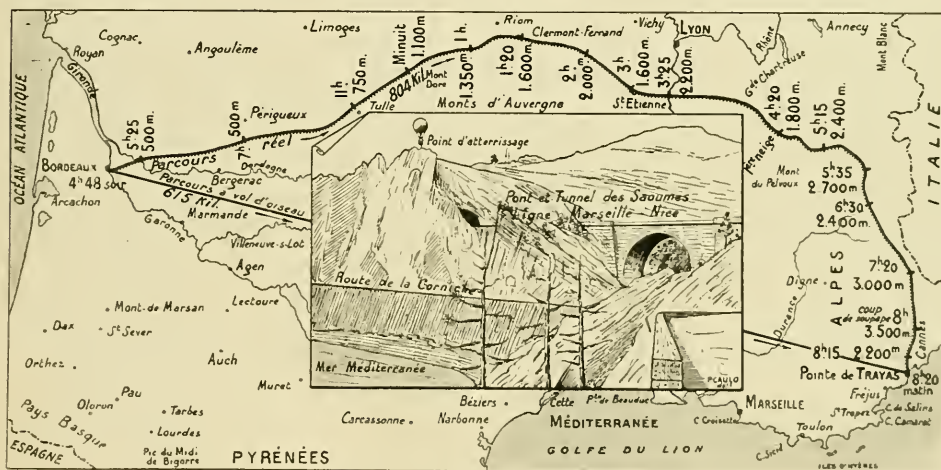 Cognac
Royan
Gironde
Angoulême
Limoges
Riom
Clermont-Ferrand
Vichy
LYON
Rhône
Annecy
Mont Blanc
Gde Chartreuse
ITALIE
OCÉAN ATLANTIQUE
BORDEAUX
4h48 soir
Arcachon
5h25
500m.
7h
500m
Périgueux
11h
750m.
Minuit
1.100m.
804 Kil.
Mont Dore
1h.
1.350m.
1h20
1.600m.
2h
2.000m.
3h
1.600m.
3h25
2.200m.
St Etienne
Tulle
Monts d'Auvergne
Parcours réel
Dordogne
Bergerac
Parcours à vol d'oiseau
615 Kil.
Marmande
Garonne
Villeneuve-s-Lot
Agen
4h20
1.800m.
5h15
2.400m.
Mts neige
Mont du Pelvoux
5h35
2.700m
6h30
2.400m.
7h20
3.000m
ALPES
Digne
Durance
coup de soupape
8h
3.500m.
8h15
2.200m
Pointe de TRAYAS
Cannes
8h20
matin
Point d'atterrissage
Pont et Tunnel des Saoumes
Ligne Marseille-Nice
Route de la Corniche
Mer Méditerranée
P CAULO
Mont-de-Marsan
Lectoure
Dax
St Sever
Orthez
Auch
Muret
Pau
Oloron
Tarbes
Lourdes
Pic du Midi
de Bigorre
Pays Basque
ESPAGNE
PYRÉNÉES
Carcassonne
Béziers
Narbonne
Cette
Pte de Beauduc
MÉDITERRANÉE
GOLFE DU LION
C Croisette
MARSEILLE
C. Sicié
Toulon
St Tropez
Fréjus
C. de Salins
C. Camarat
ILES D'HYÈRES